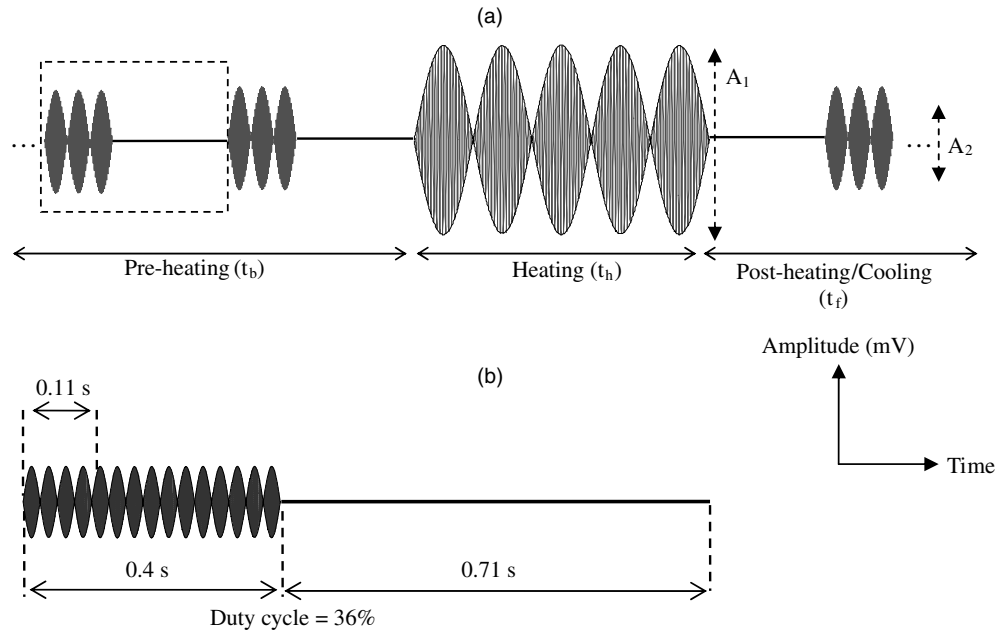 (a)
A1
... ... A2
Pre-heating (tb) Heating (th) Post-heating/Cooling
(tf)
Amplitude (mV)
(b)
0.11 s
Time
0.4 s 0.71 s
Duty cycle = 36%